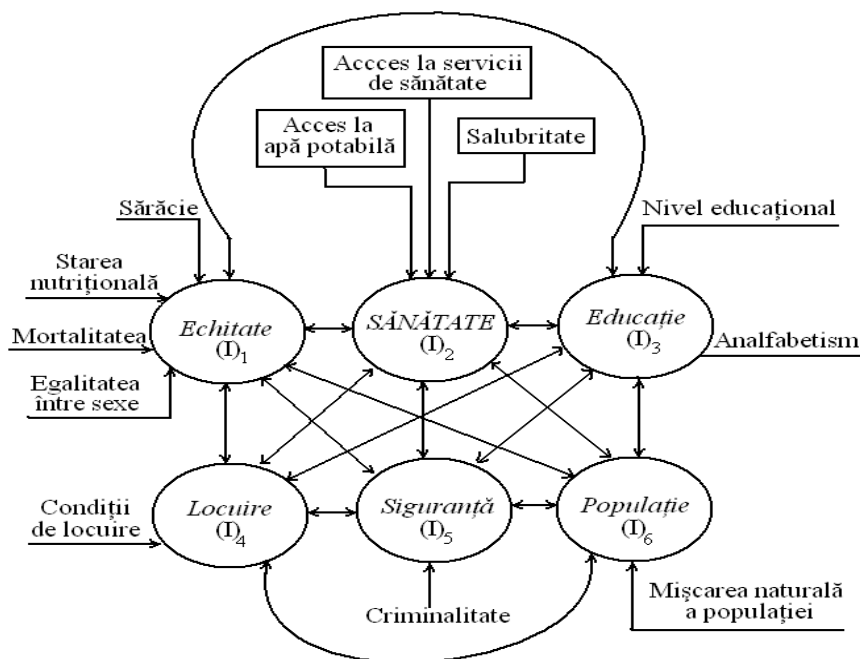 Accces la servicii
de sănătate
Acces la
apă potabilă
Salubritate
Sărăcie
Nivel educațional
Starea
nutrițională
Mortalitatea
Egalitatea
între sexe
Echitate
(I)1
SĂNĂTATE
(I)2
Educație
(I)3
Analfabetism
Condiții
de locuire
Locuire
(I)4
Siguranță
(I)5
Populație
(I)6
Criminalitate
Mișcarea naturală
a populației